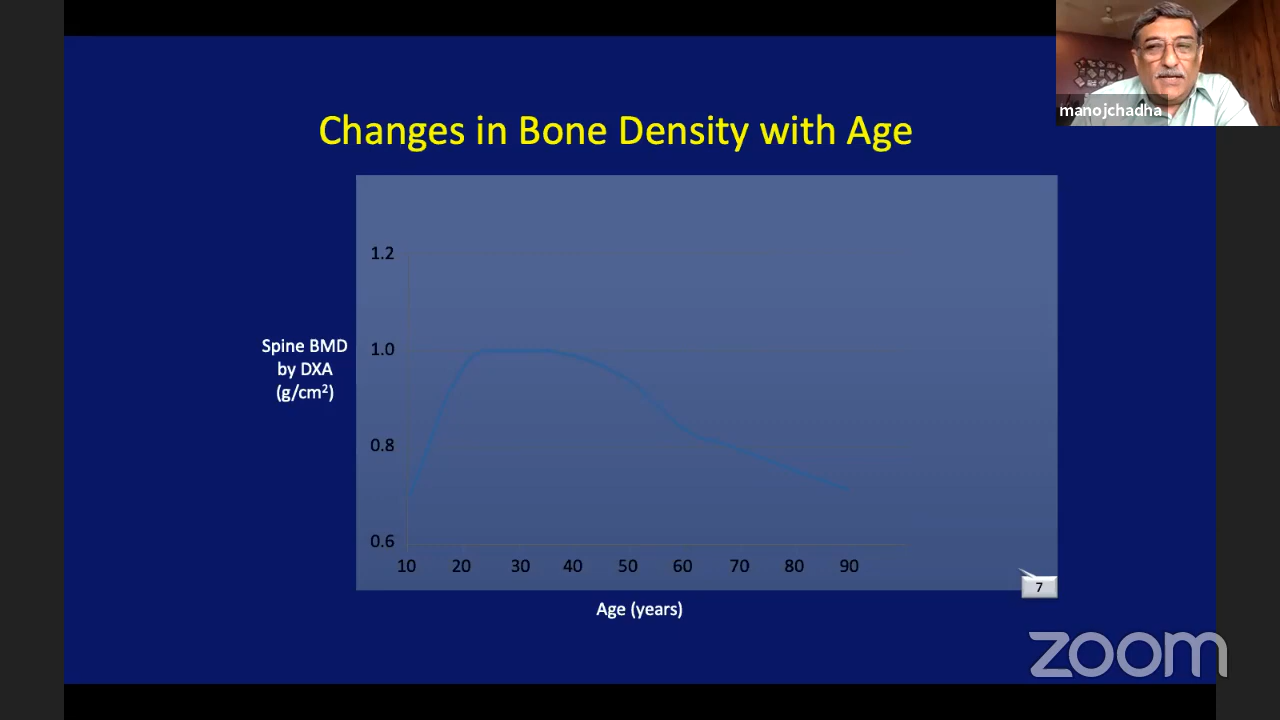 manojchadha
Changes in Bone Density with Age
1.2
1.0
0.8
0.6
Spine BMD
by DXA
(g/cm²)
10 20 30 40 50 60 70 80 90
Age (years)
7
zoom